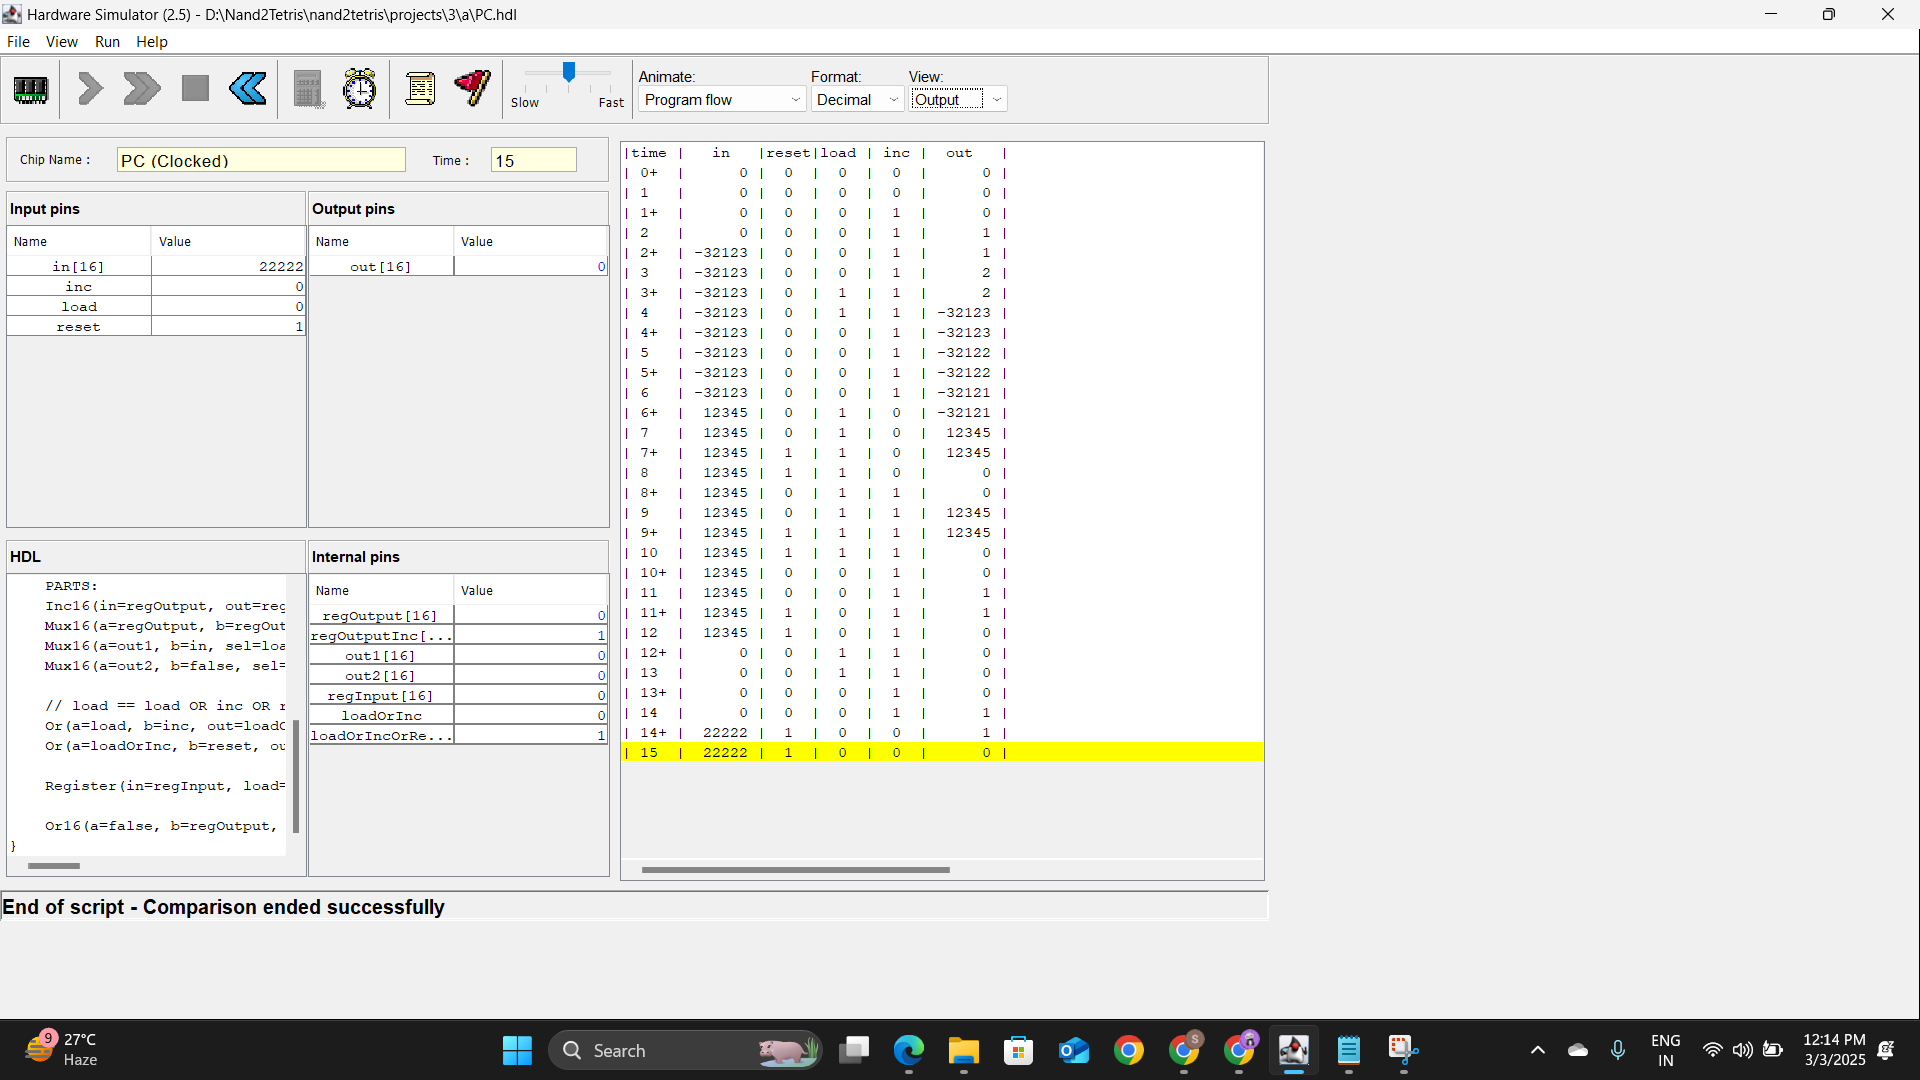 Hardware Simulator (2.5) - D:\Nand2Tetris\nand2tetris\projects\3\a\PC.hdl
File View Run Help
Slow Fast
Animate:
Program flow
Format:
Decimal
View:
Output
Chip Name : PC (Clocked) Time : 15
Input pins
Name Value
in[16] 22222
inc 0
load 0
reset 1
Output pins
Name Value
out[16] 0
HDL
PARTS:
Inc16(in=regOutput, out=reg
Mux16(a=regOutput, b=regOut
Mux16(a=out1, b=in, sel=loa
Mux16(a=out2, b=false, sel=
// load == load OR inc OR r
Or(a=load, b=inc, out=loadO
Or(a=loadOrInc, b=reset, ou
Register(in=regInput, load=
Or16(a=false, b=regOutput,
}
Internal pins
Name Value
regOutput[16] 0
regOutputInc[... 1
out1[16] 0
out2[16] 0
regInput[16] 0
loadOrInc 0
loadOrIncOrRe... 1
|time | in |reset|load | inc | out |
| 0+ | 0 | 0 | 0 | 0 | 0 |
| 1 | 0 | 0 | 0 | 0 | 0 |
| 1+ | 0 | 0 | 0 | 1 | 0 |
| 2 | 0 | 0 | 0 | 1 | 1 |
| 2+ | -32123 | 0 | 0 | 1 | 1 |
| 3 | -32123 | 0 | 0 | 1 | 2 |
| 3+ | -32123 | 0 | 1 | 1 | 2 |
| 4 | -32123 | 0 | 1 | 1 | -32123 |
| 4+ | -32123 | 0 | 0 | 1 | -32123 |
| 5 | -32123 | 0 | 0 | 1 | -32122 |
| 5+ | -32123 | 0 | 0 | 1 | -32122 |
| 6 | -32123 | 0 | 0 | 1 | -32121 |
| 6+ | 12345 | 0 | 1 | 0 | -32121 |
| 7 | 12345 | 0 | 1 | 0 | 12345 |
| 7+ | 12345 | 1 | 1 | 0 | 12345 |
| 8 | 12345 | 1 | 1 | 0 | 0 |
| 8+ | 12345 | 0 | 1 | 1 | 0 |
| 9 | 12345 | 0 | 1 | 1 | 12345 |
| 9+ | 12345 | 1 | 1 | 1 | 12345 |
| 10 | 12345 | 1 | 1 | 1 | 0 |
| 10+ | 12345 | 0 | 0 | 1 | 0 |
| 11 | 12345 | 0 | 0 | 1 | 1 |
| 11+ | 12345 | 1 | 0 | 1 | 1 |
| 12 | 12345 | 1 | 0 | 1 | 0 |
| 12+ | 0 | 0 | 1 | 1 | 0 |
| 13 | 0 | 0 | 1 | 1 | 0 |
| 13+ | 0 | 0 | 0 | 1 | 0 |
| 14 | 0 | 0 | 0 | 1 | 1 |
| 14+ | 22222 | 1 | 0 | 0 | 1 |
| 15 | 22222 | 1 | 0 | 0 | 0 |
End of script - Comparison ended successfully
9
27°C
Haze
Search
S
ENG
IN
12:14 PM
3/3/2025